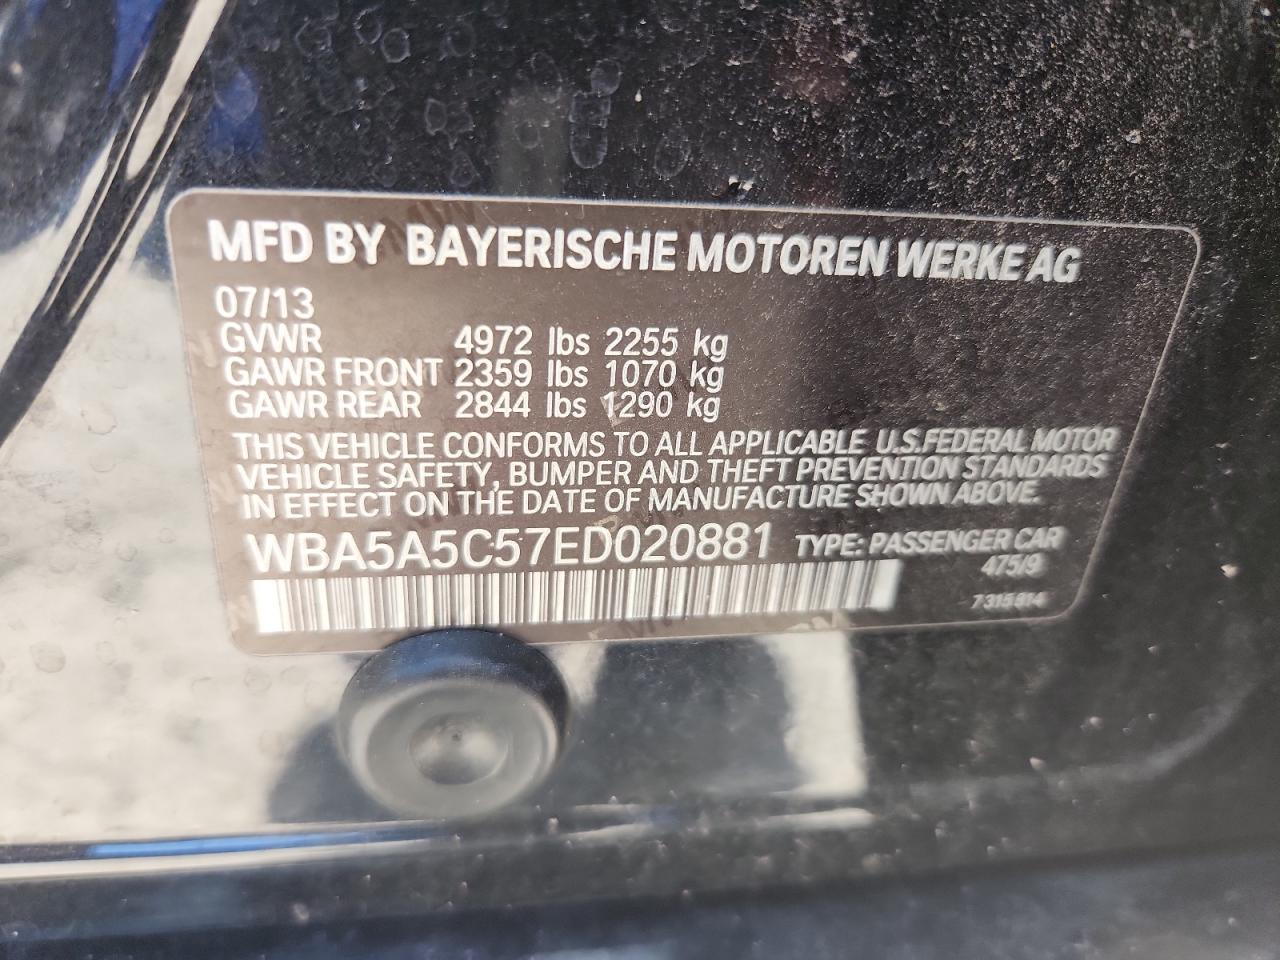 MFD BY BAYERISCHE MOTOREN WERKE AG
07/13
GVWR 4972 lbs 2255 kg
GAWR FRONT 2359 lbs 1070 kg
GAWR REAR 2844 lbs 1290 kg
THIS VEHICLE CONFORMS TO ALL APPLICABLE U.S.FEDERAL MOTOR
VEHICLE SAFETY, BUMPER AND THEFT PREVENTION STANDARDS
IN EFFECT ON THE DATE OF MANUFACTURE SHOWN ABOVE.
WBA5A5C57ED020881 TYPE: PASSENGER CAR
475/9